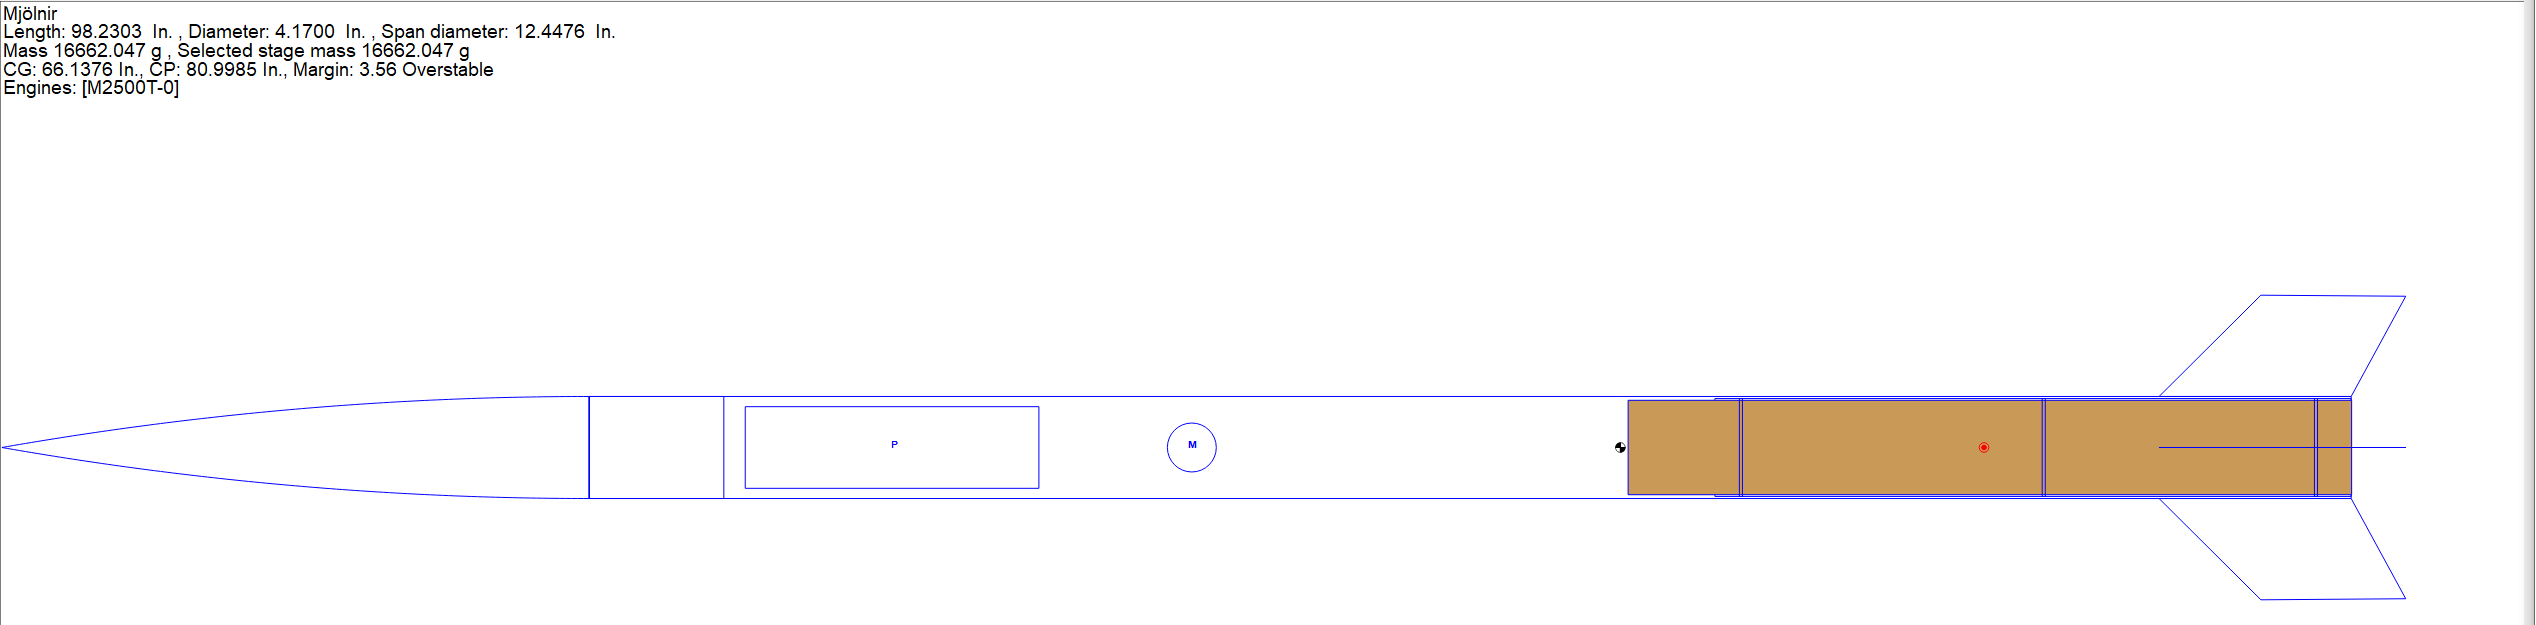 Mjölnir
Length: 98.2303 In. , Diameter: 4.1700 In. , Span diameter: 12.4476 In.
Mass 16662.047 g , Selected stage mass 16662.047 g
CG: 66.1376 In., CP: 80.9985 In., Margin: 3.56 Overstable
Engines: [M2500T-0]
P
M